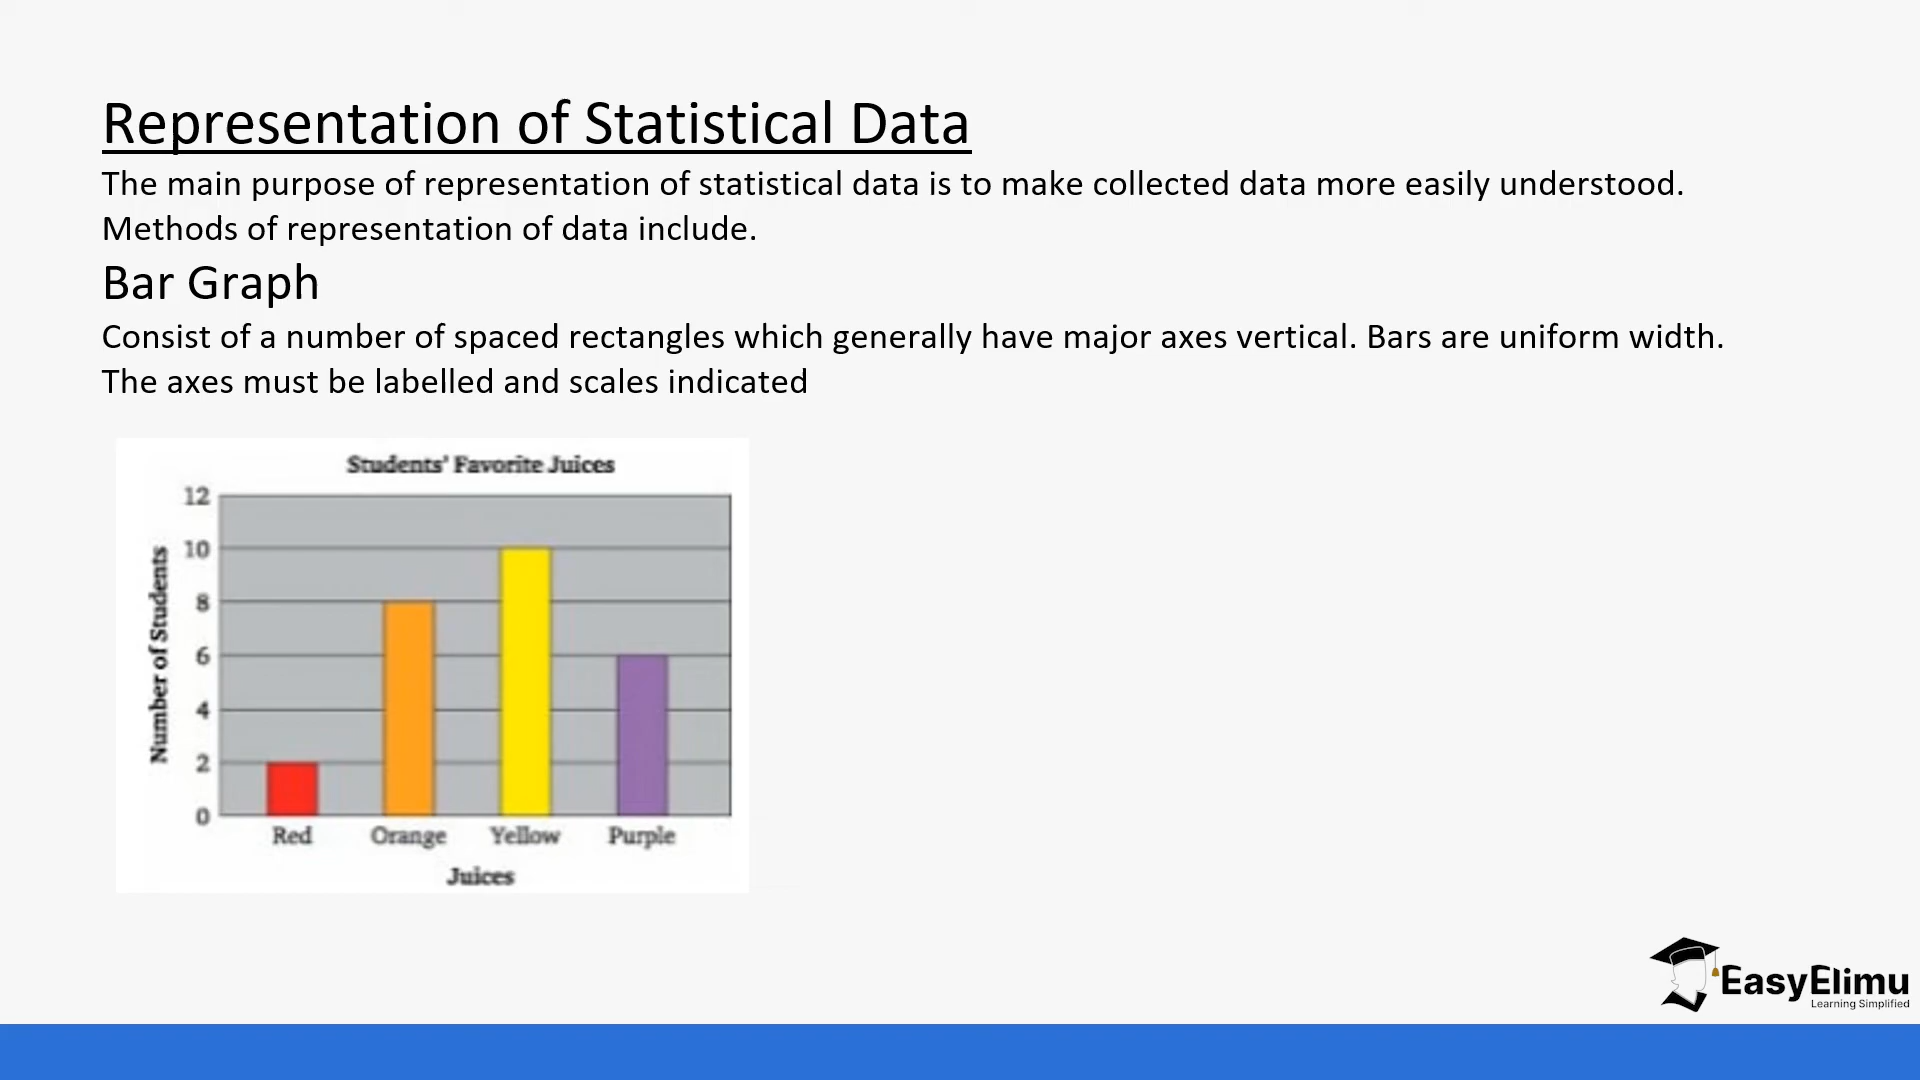 Representation of Statistical Data
The main purpose of representation of statistical data is to make collected data more easily understood.
Methods of representation of data include.
Bar Graph
Consist of a number of spaced rectangles which generally have major axes vertical. Bars are uniform width.
The axes must be labelled and scales indicated
Students' Favorite Juices
Number of Students
12
10
8
6
4
2
0
Red Orange Yellow Purple
Juices
EasyElimu
Learning Simplified